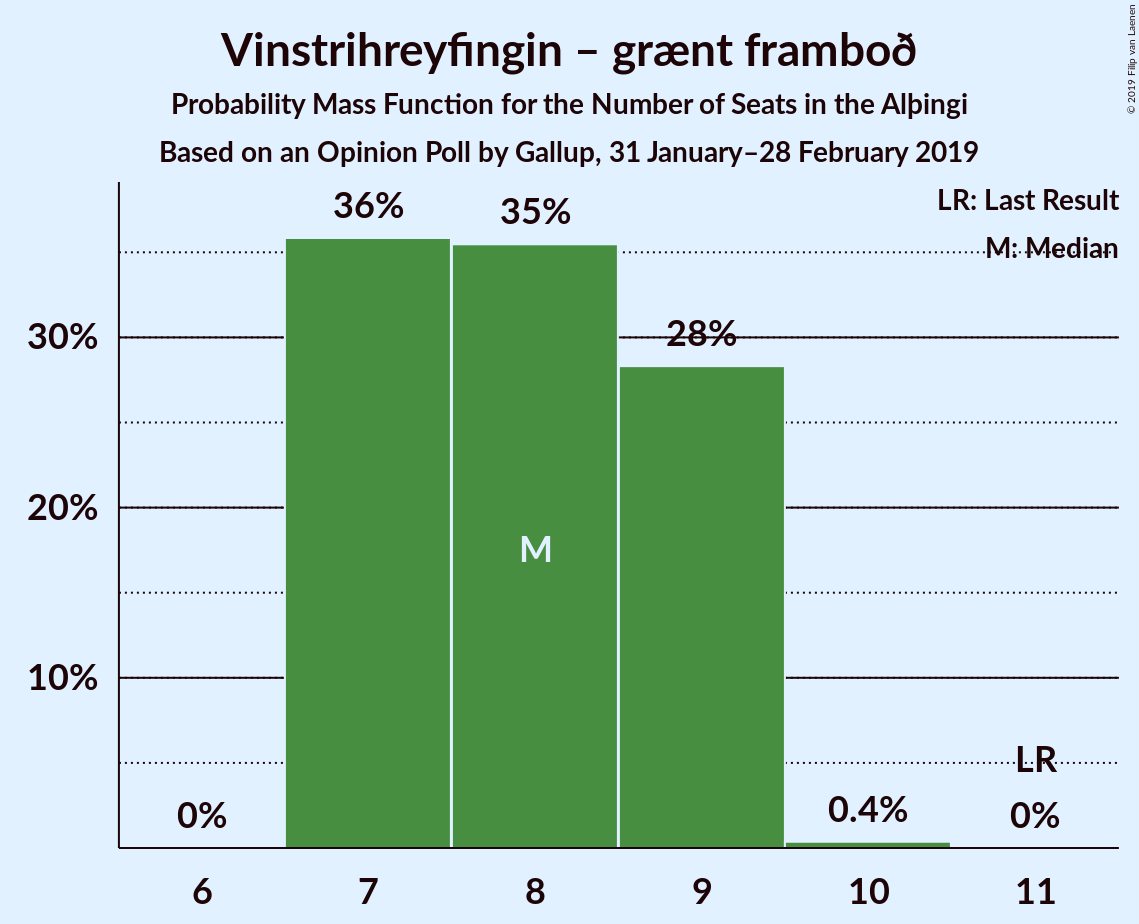 Vinstrihreyfingin – grænt framboð
Probability Mass Function for the Number of Seats in the Alþingi
Based on an Opinion Poll by Gallup, 31 January–28 February 2019
© 2019 Filip van Laenen
LR: Last Result
M: Median
36%
35%
28%
30%
20%
M
10%
LR
0%
0.4%
0%
6
7
8
9
10
11